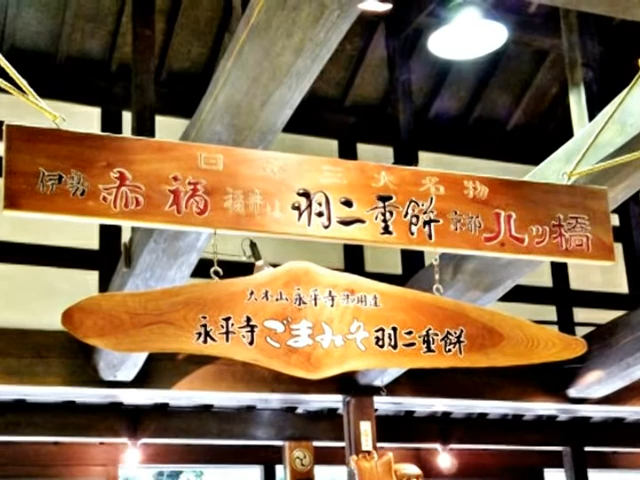 日本三大名物
伊勢 赤福 福井 羽二重餅 京都 八ッ橋
大本山 永平寺 御用達
永平寺 ごまみそ 羽二重餅